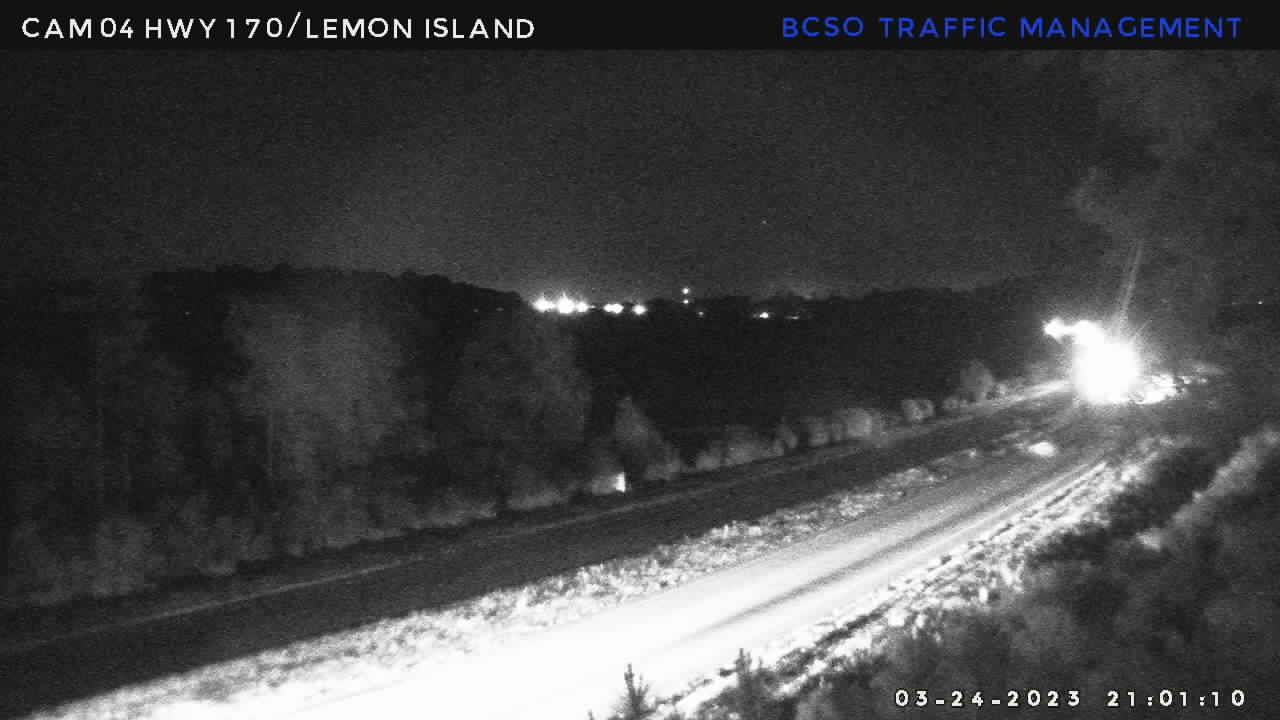 CAM04 HWY170/LEMON ISLAND
BCSO TRAFFIC MANAGEMENT
03-24-2023 21:01:10